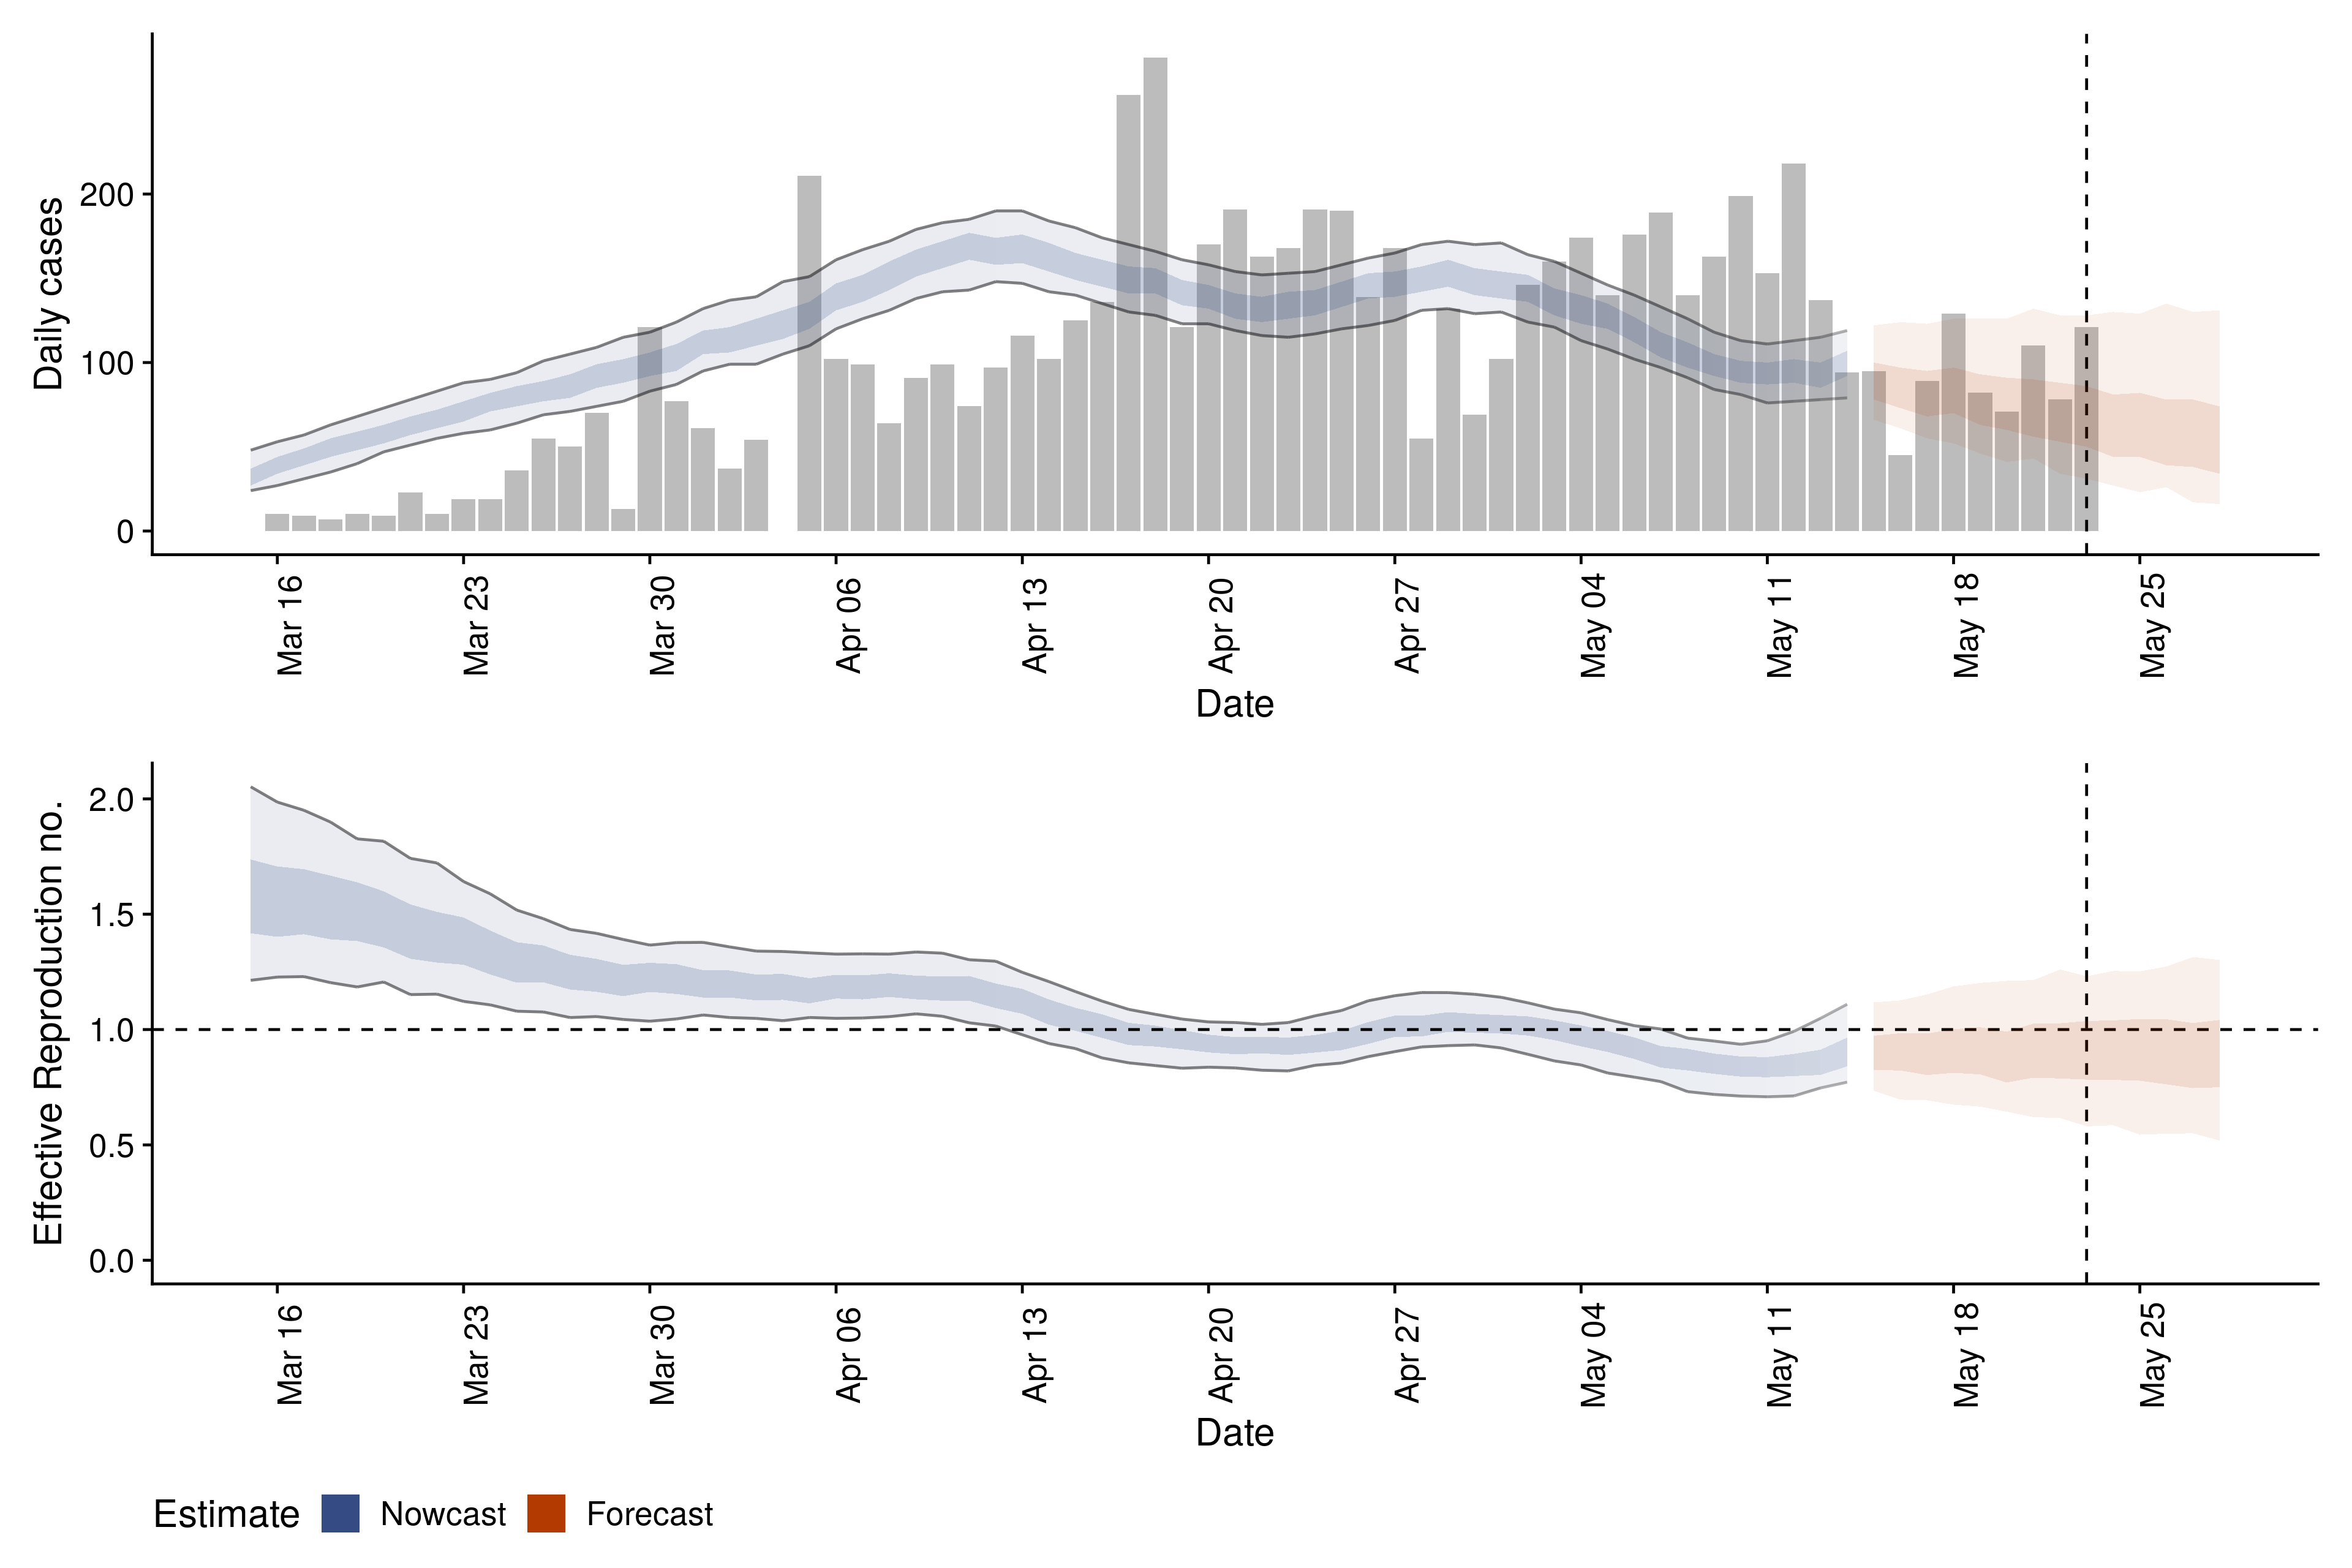 Daily cases
200
100
0
Mar 16 Mar 23 Mar 30 Apr 06 Apr 13 Apr 20 Apr 27 May 04 May 11 May 18 May 25
Date
Effective Reproduction no.
2.0
1.5
1.0
0.5
0.0
Mar 16 Mar 23 Mar 30 Apr 06 Apr 13 Apr 20 Apr 27 May 04 May 11 May 18 May 25
Date
Estimate Nowcast Forecast